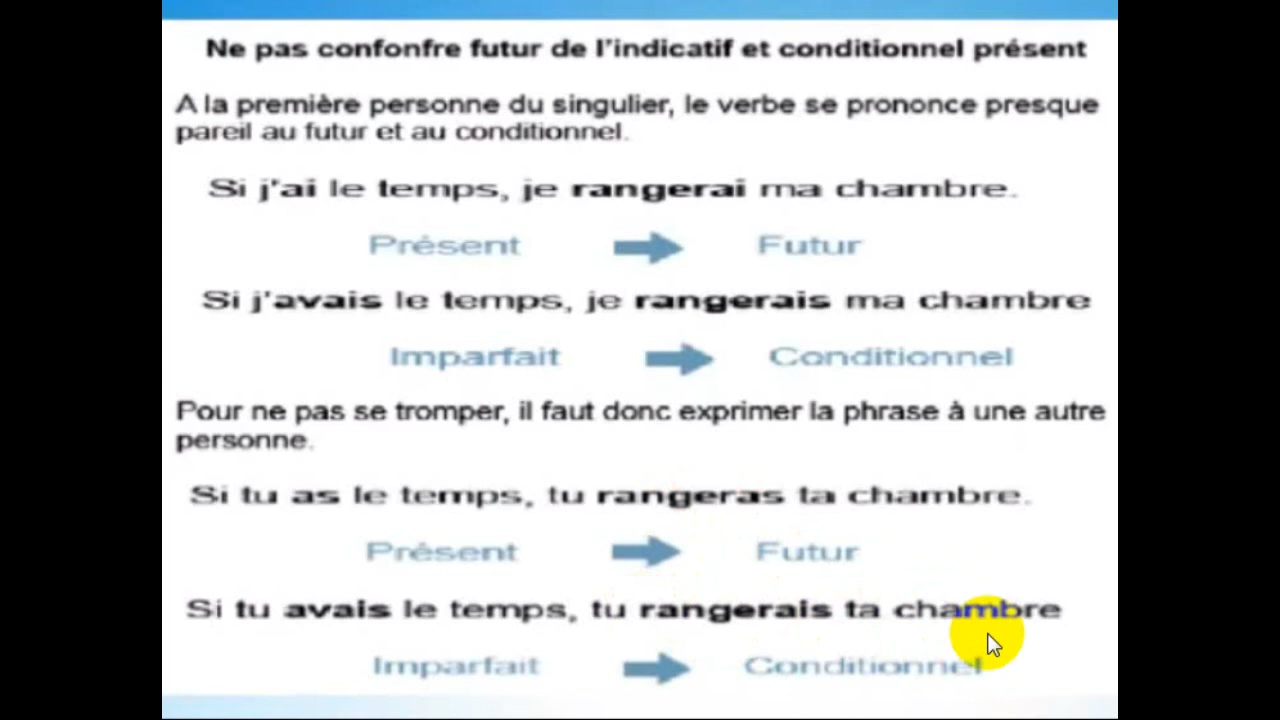 Ne pas confonfre futur de l'indicatif et conditionnel présent
A la première personne du singulier, le verbe se prononce presque
pareil au futur et au conditionnel.
Si j'ai le temps, je rangerai ma chambre.
Présent Futur
Si j'avais le temps, je rangerais ma chambre
Imparfait Conditionnel
Pour ne pas se tromper, il faut donc exprimer la phrase à une autre
personne.
Si tu as le temps, tu rangeras ta chambre.
Présent Futur
Si tu avais le temps, tu rangerais ta chambre
Imparfait Conditionnel